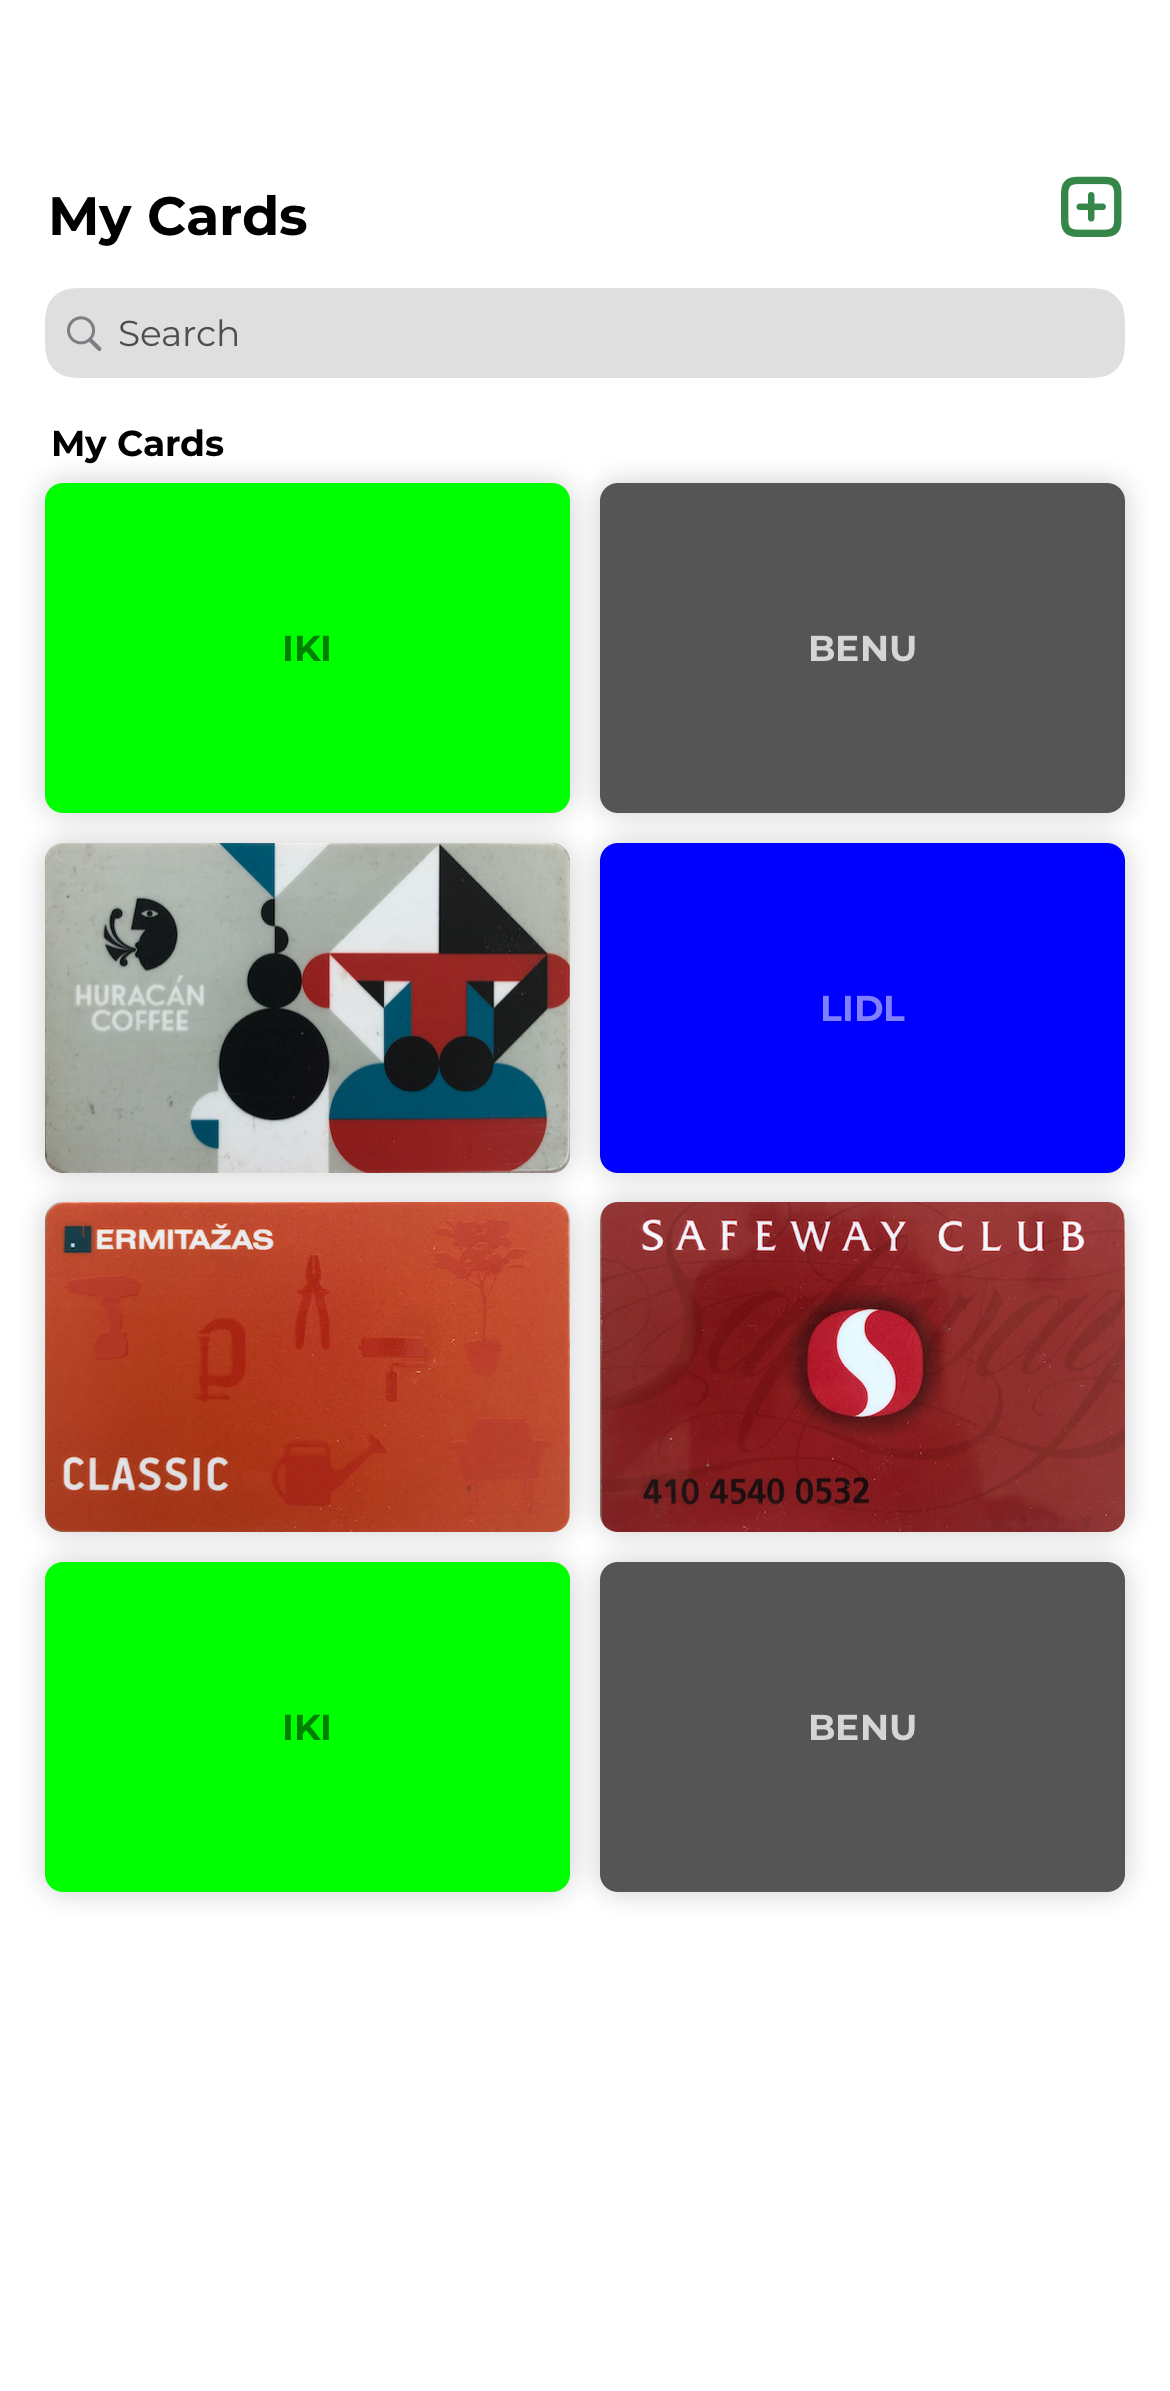 My Cards
Search
My Cards
IKI
BENU
HURACÁN
COFFEE
LIDL
ERMITAŽAS
CLASSIC
SAFEWAY CLUB
Safeway
410 4540 0532
IKI
BENU